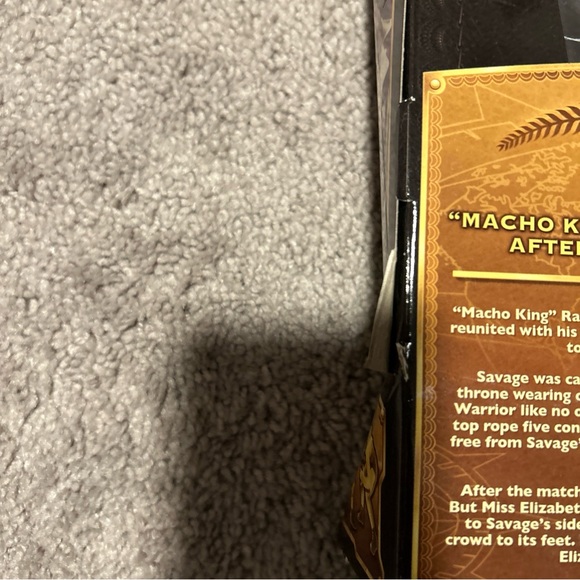 "MACHO K
AFTE
"Macho King" Ra
reunited with his
to
Savage was ca
throne wearing
Warrior like no
top rope five con
free from Savage'
After the match
But Miss Elizabet
to Savage's side
crowd to its feet.
Eliz